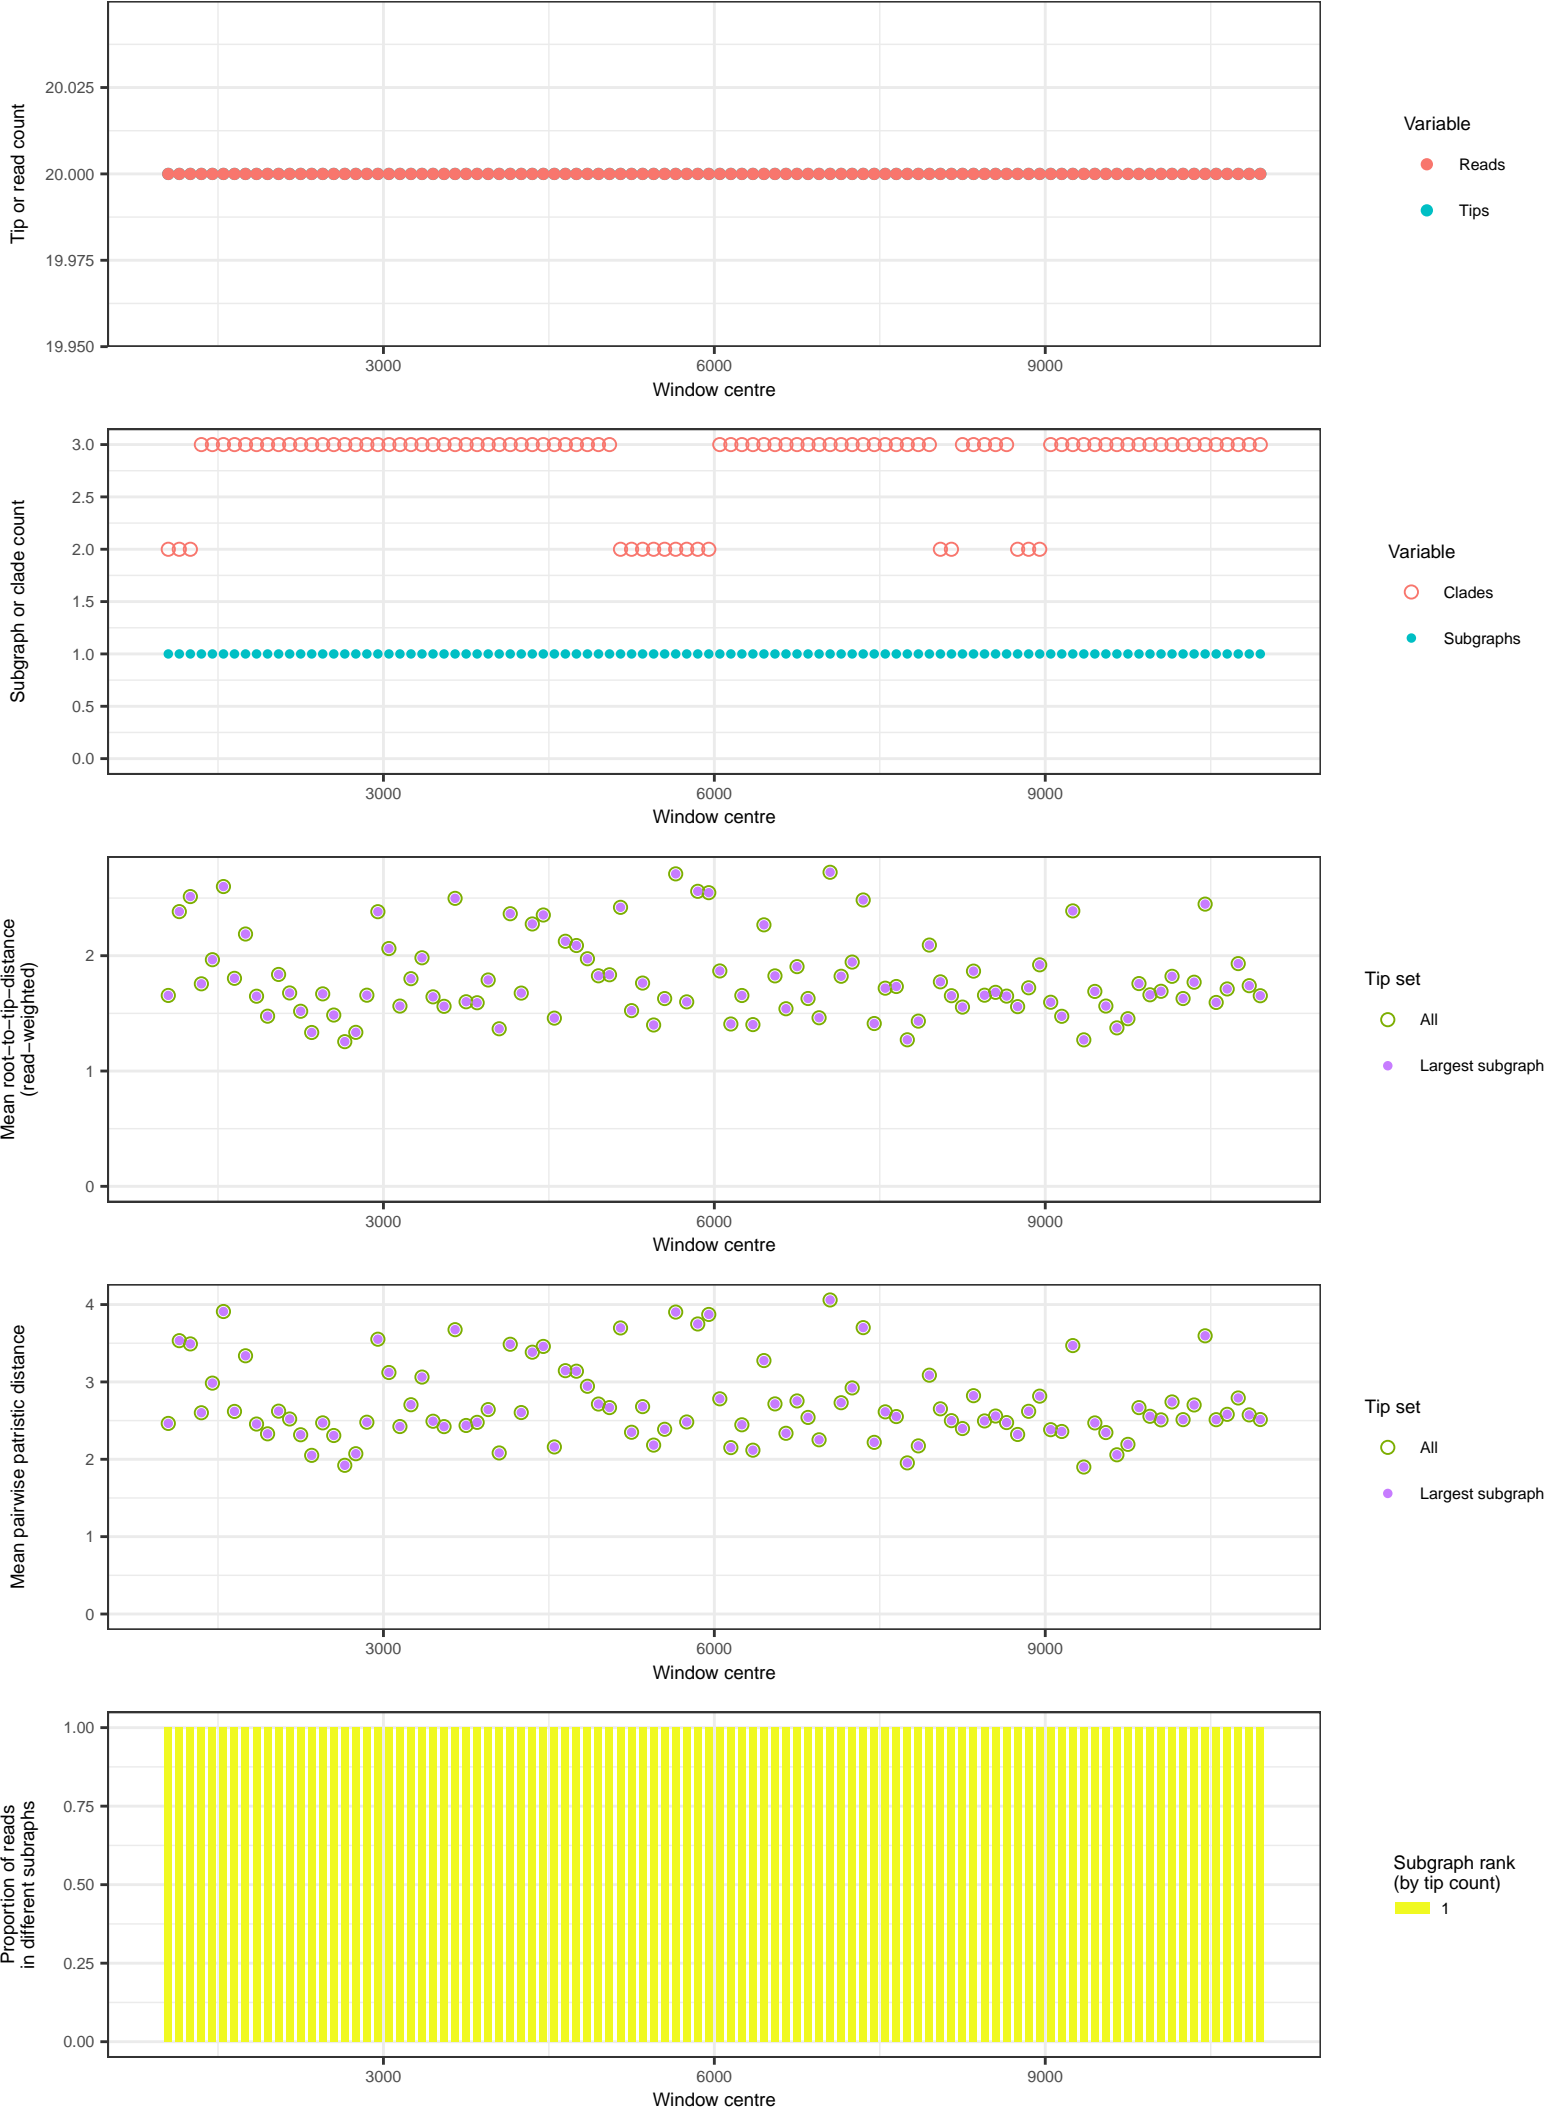 Tip or read count
20.025
20.000
19.975
19.950
3000
6000
9000
Window centre
Variable
Reads
Tips
Subgraph or clade count
3.0
2.5
2.0
1.5
1.0
0.5
0.0
3000
6000
9000
Window centre
Variable
Clades
Subgraphs
Mean root−to−tip−distance
(read−weighted)
2
1
0
3000
6000
9000
Window centre
Tip set
All
Largest subgraph
Mean pairwise patristic distance
4
3
2
1
0
3000
6000
9000
Window centre
Tip set
All
Largest subgraph
Proportion of reads
in different subraphs
1.00
0.75
0.50
0.25
0.00
3000
6000
9000
Window centre
Subgraph rank
(by tip count)
1